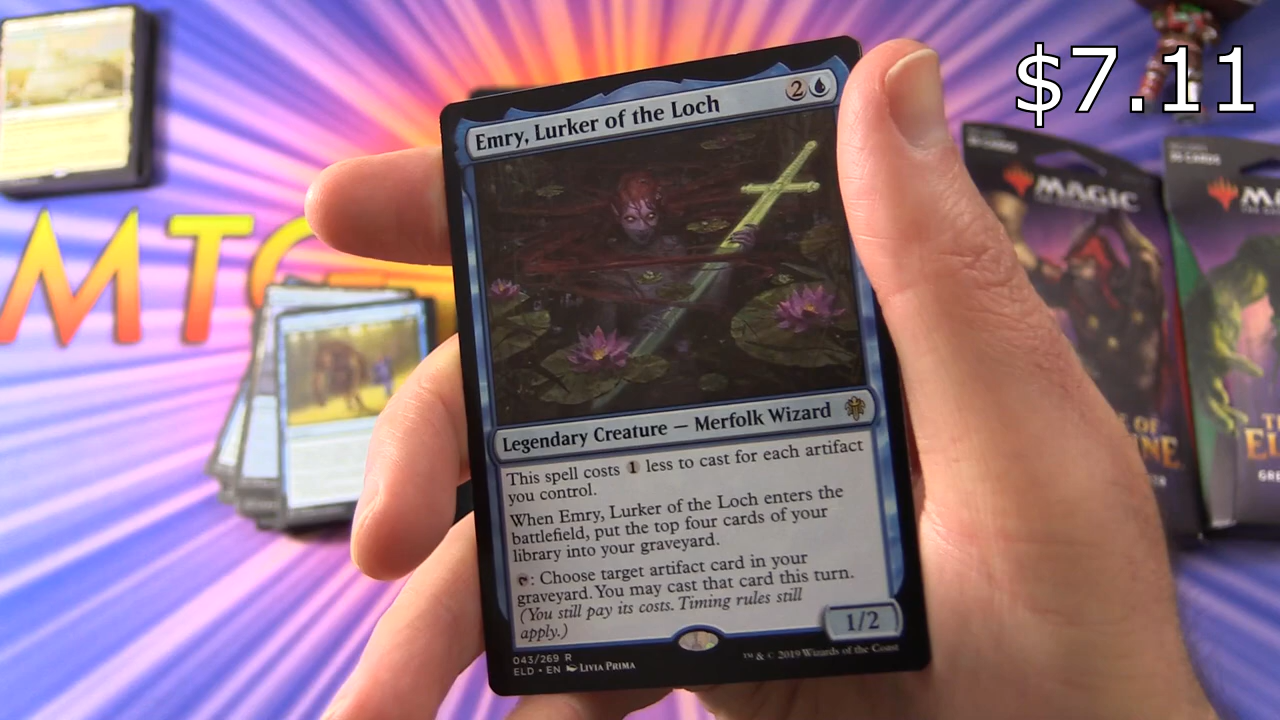 $7.11
Emry, Lurker of the Loch
2
Legendary Creature — Merfolk Wizard
This spell costs 1 less to cast for each artifact
you control.
When Emry, Lurker of the Loch enters the
battlefield, put the top four cards of your
library into your graveyard.
: Choose target artifact card in your
graveyard. You may cast that card this turn.
(You still pay its costs. Timing rules still
apply.)
1/2
043/269 R
ELD • EN LIVIA PRIMA
™ & © 2019 Wizards of the Coast
MT
MAGIC
OF